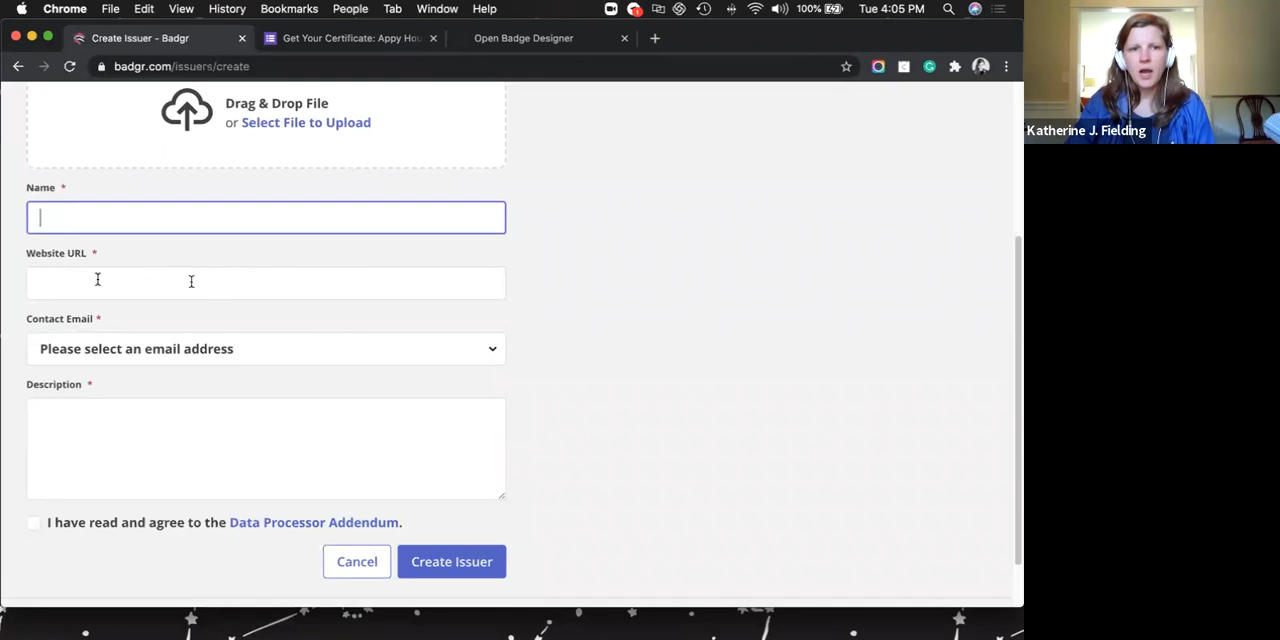 Chrome File Edit View History Bookmarks People Tab Window Help 1 100% Tue 4:05 PM
Create Issuer - Badgr Get Your Certificate: Appy Hou Open Badge Designer
badgr.com/issuers/create
Drag & Drop File
or Select File to Upload
Name *
Website URL *
Contact Email *
Please select an email address
Description *
I have read and agree to the Data Processor Addendum.
Cancel Create Issuer
Katherine J. Fielding